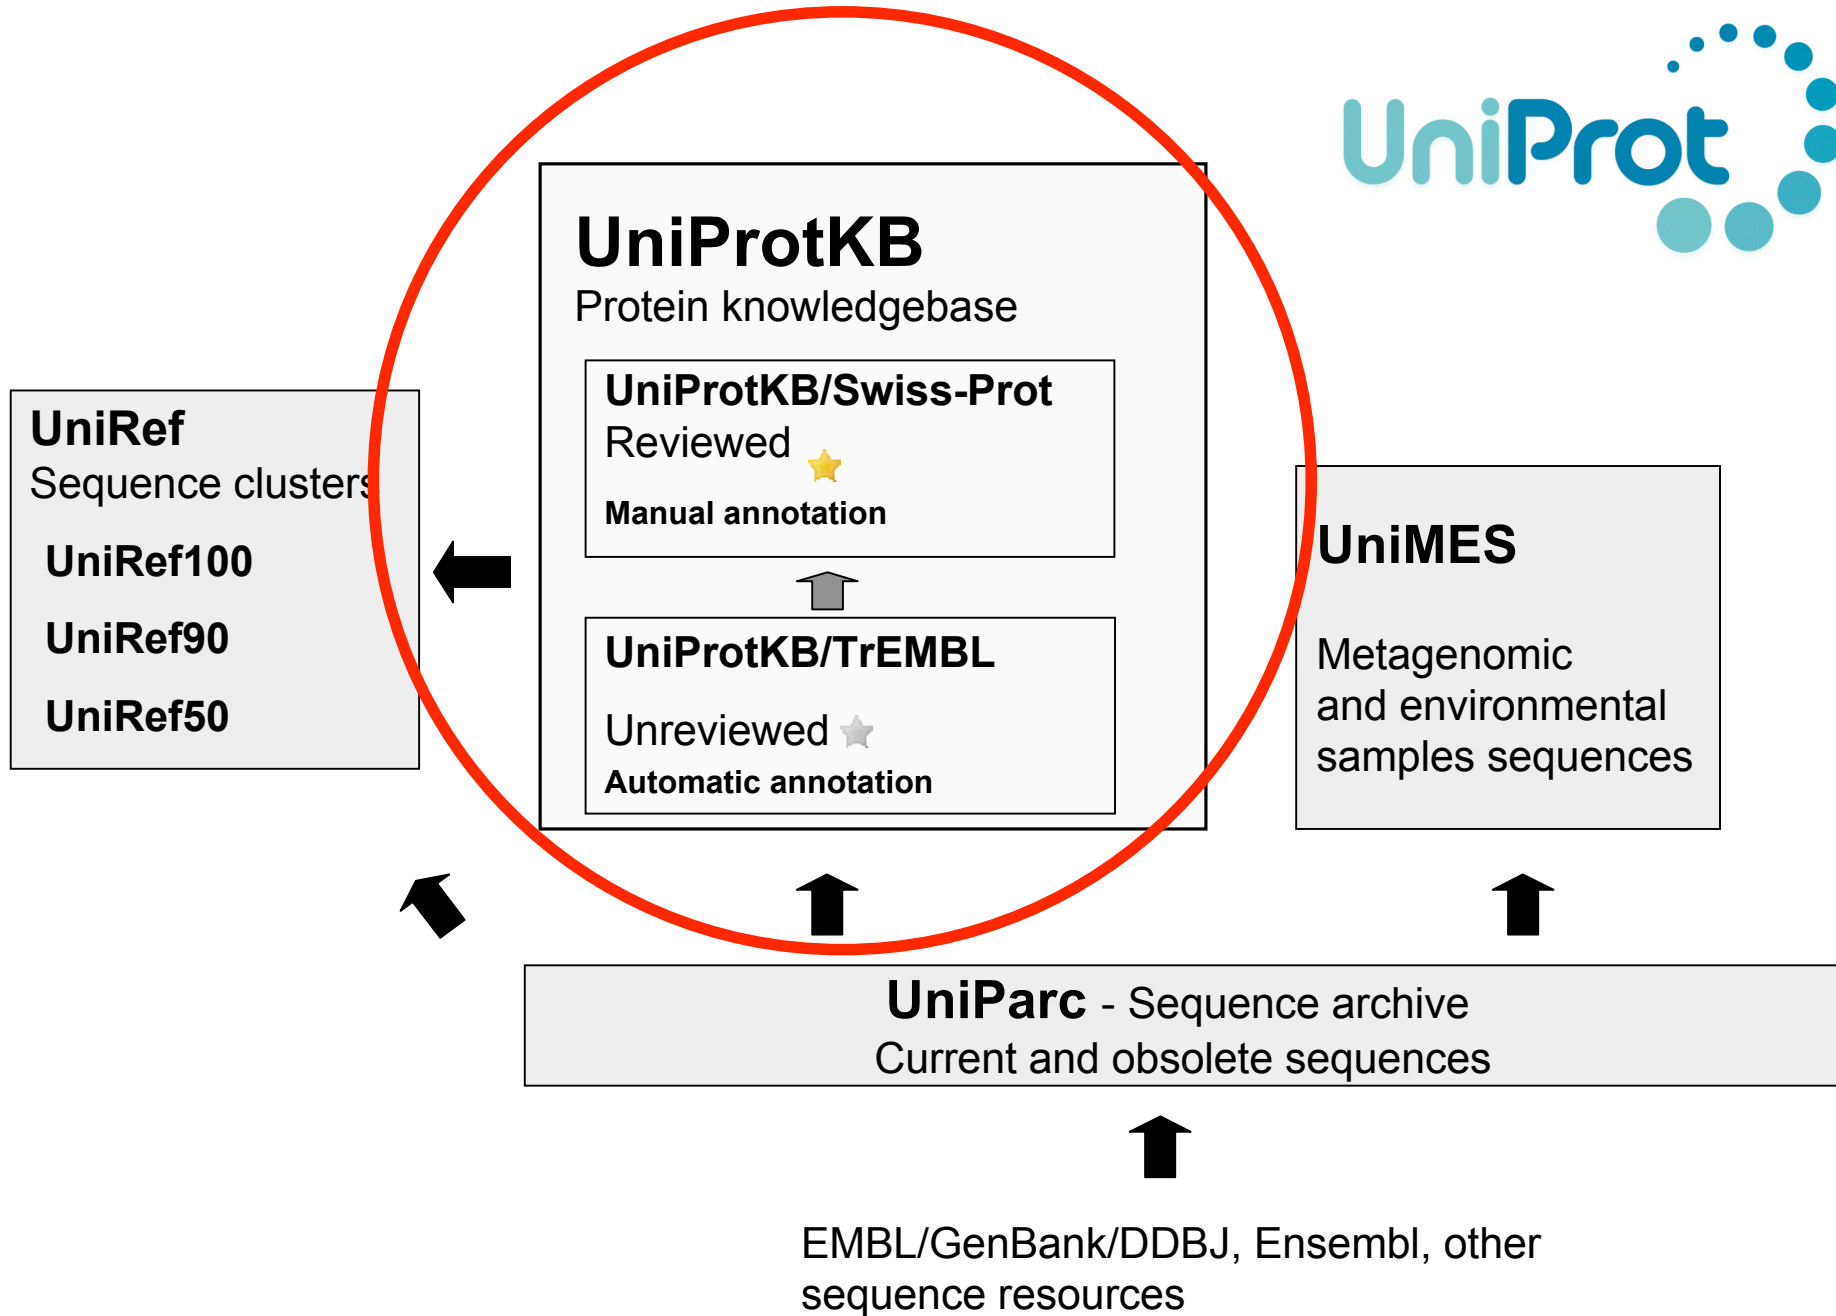 UniProt
UniProtKB
Protein knowledgebase
UniProtKB/Swiss-Prot
Reviewed
Manual annotation
UniProtKB/TrEMBL
Unreviewed
Automatic annotation
UniRef
Sequence clusters
UniRef100
UniRef90
UniRef50
UniMES
Metagenomic
and environmental
samples sequences
UniParc - Sequence archive
Current and obsolete sequences
EMBL/GenBank/DDBJ, Ensembl, other
sequence resources